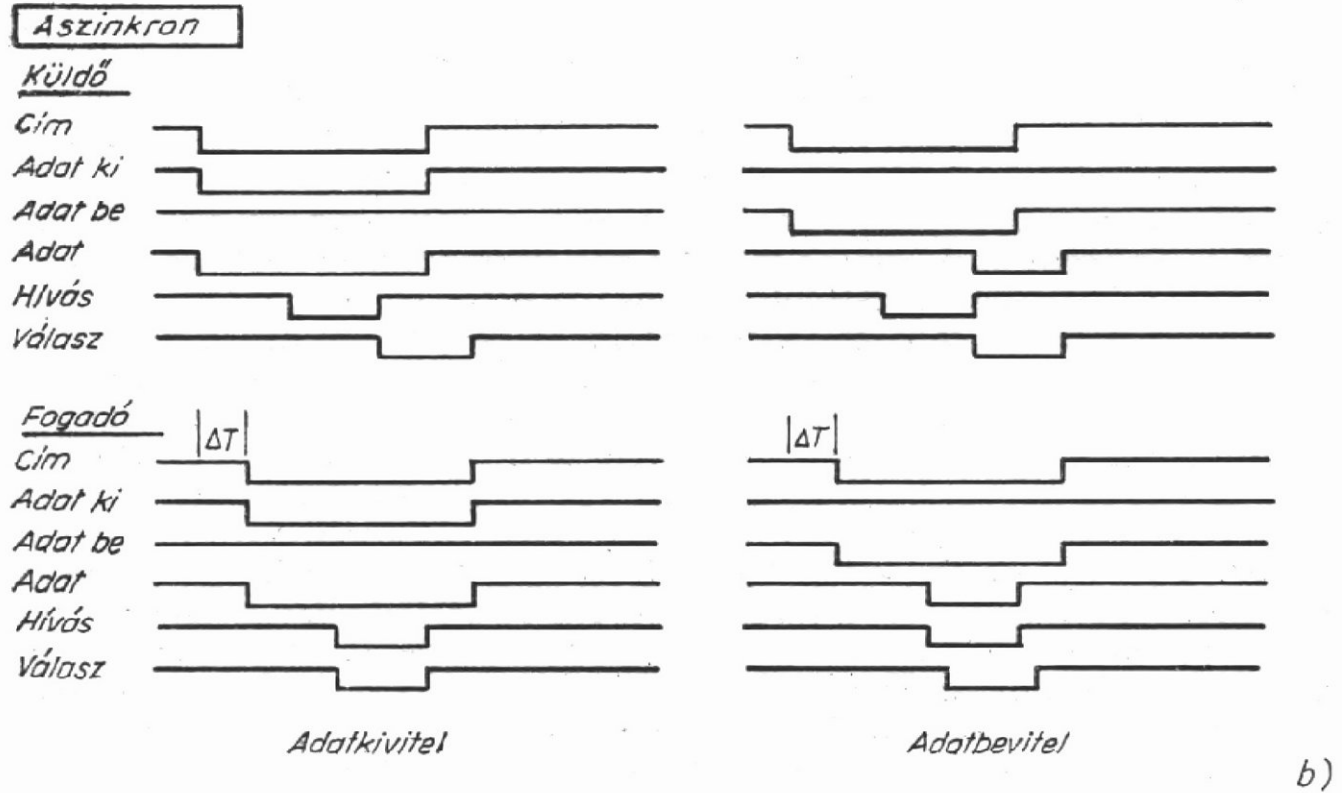 Aszinkron
Küldő
Cím
Adat ki
Adat be
Adat
Hívás
Válasz
Fogadó
ΔT
ΔT
Cím
Adat ki
Adat be
Adat
Hívás
Válasz
Adatkivitel
Adatbevitel
b)